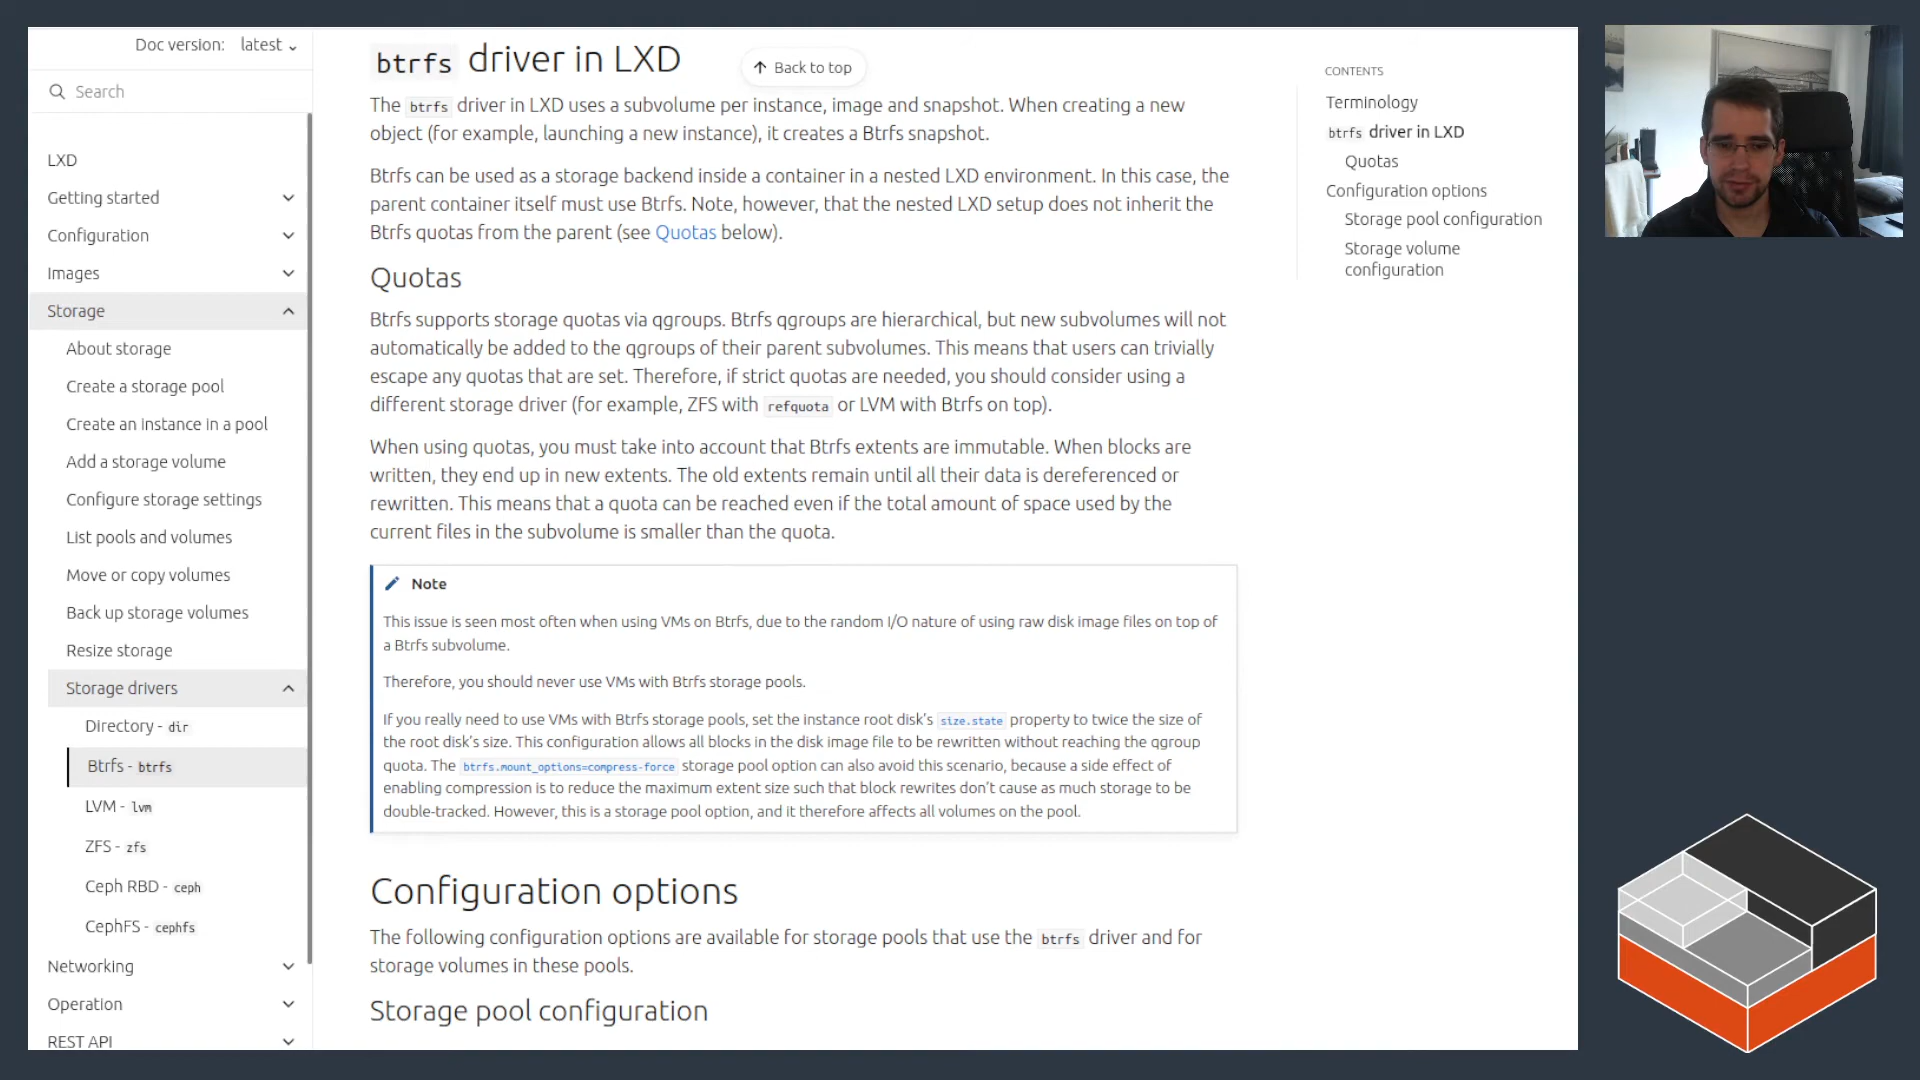 Doc version: latest
Search
LXD
Getting started
Configuration
Images
Storage
About storage
Create a storage pool
Create an instance in a pool
Add a storage volume
Configure storage settings
List pools and volumes
Move or copy volumes
Back up storage volumes
Resize storage
Storage drivers
Directory - dir
Btrfs - btrfs
LVM - lvm
ZFS - zfs
Ceph RBD - ceph
CephFS - cephfs
Networking
Operation
REST API
btrfs driver in LXD
Back to top
The btrfs driver in LXD uses a subvolume per instance, image and snapshot. When creating a new
object (for example, launching a new instance), it creates a Btrfs snapshot.
Btrfs can be used as a storage backend inside a container in a nested LXD environment. In this case, the
parent container itself must use Btrfs. Note, however, that the nested LXD setup does not inherit the
Btrfs quotas from the parent (see Quotas below).
Quotas
Btrfs supports storage quotas via qgroups. Btrfs qgroups are hierarchical, but new subvolumes will not
automatically be added to the qgroups of their parent subvolumes. This means that users can trivially
escape any quotas that are set. Therefore, if strict quotas are needed, you should consider using a
different storage driver (for example, ZFS with refquota or LVM with Btrfs on top).
When using quotas, you must take into account that Btrfs extents are immutable. When blocks are
written, they end up in new extents. The old extents remain until all their data is dereferenced or
rewritten. This means that a quota can be reached even if the total amount of space used by the
current files in the subvolume is smaller than the quota.
Note
This issue is seen most often when using VMs on Btrfs, due to the random I/O nature of using raw disk image files on top of
a Btrfs subvolume.
Therefore, you should never use VMs with Btrfs storage pools.
If you really need to use VMs with Btrfs storage pools, set the instance root disk's size.state property to twice the size of
the root disk's size. This configuration allows all blocks in the disk image file to be rewritten without reaching the qgroup
quota. The btrfs.mount_options=compress-force storage pool option can also avoid this scenario, because a side effect of
enabling compression is to reduce the maximum extent size such that block rewrites don't cause as much storage to be
double-tracked. However, this is a storage pool option, and it therefore affects all volumes on the pool.
Configuration options
The following configuration options are available for storage pools that use the btrfs driver and for
storage volumes in these pools.
Storage pool configuration
CONTENTS
Terminology
btrfs driver in LXD
Quotas
Configuration options
Storage pool configuration
Storage volume
configuration